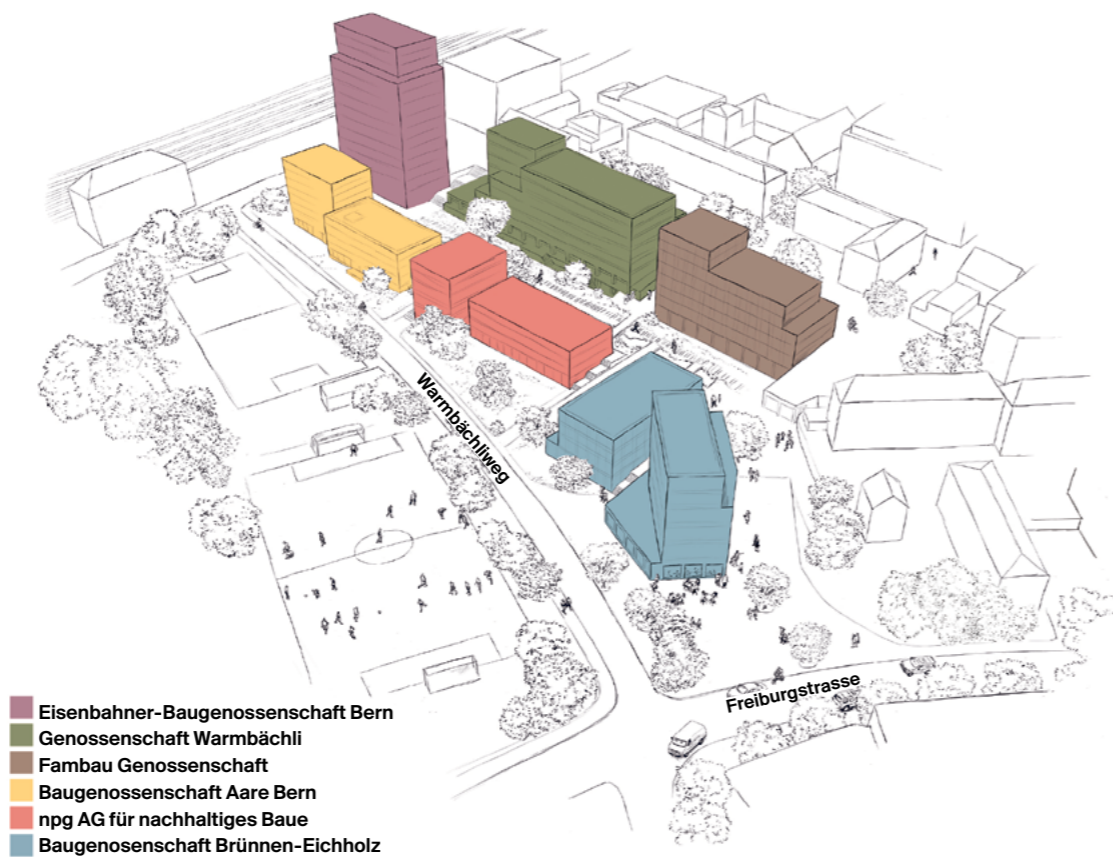 Warmbächliweg
Freiburgstrasse
Eisenbahner-Baugenossenschaft Bern
Genossenschaft Warmbächli
Fambau Genossenschaft
Baugenossenschaft Aare Bern
npg AG für nachhaltiges Baue
Baugenosenschaft Brünnen-Eichholz